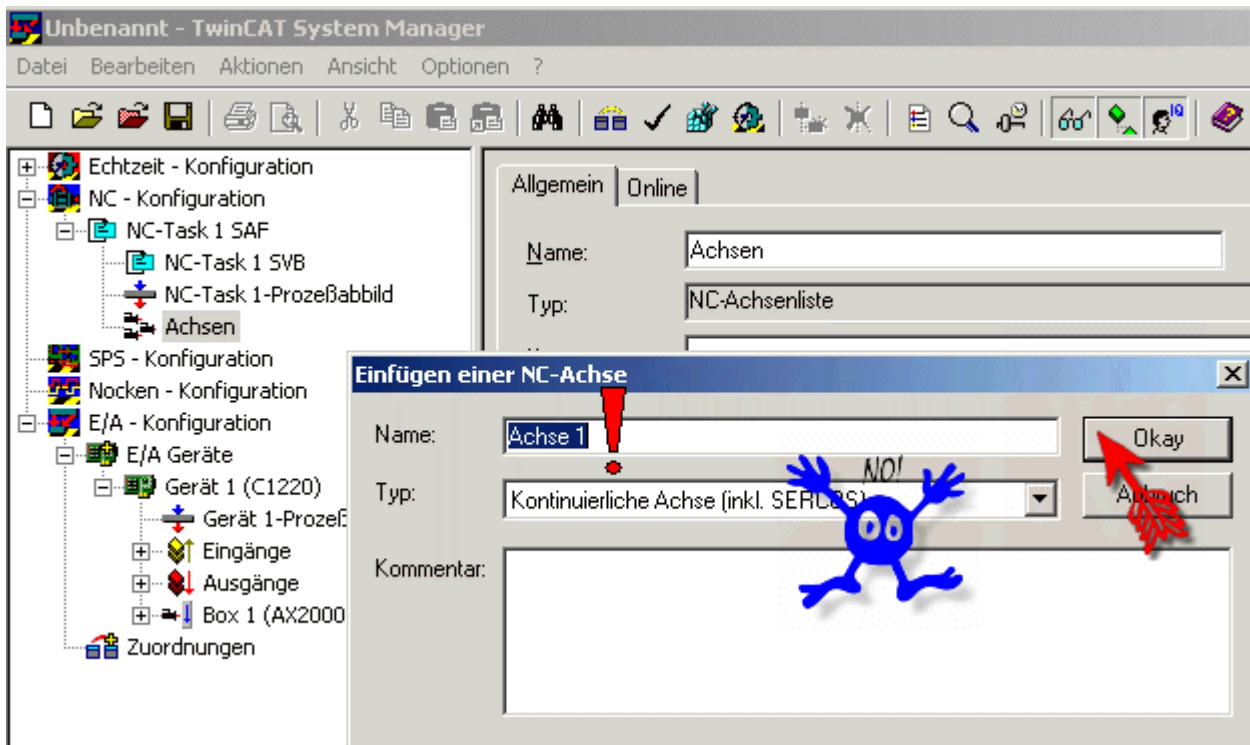 Unbenannt - TwinCAT System Manager
Datei Bearbeiten Aktionen Ansicht Optionen ?
Echtzeit - Konfiguration
NC - Konfiguration
NC-Task 1 SAF
NC-Task 1 SVB
NC-Task 1-Prozeßabbild
Achsen
SPS - Konfiguration
Nocken - Konfiguration
E/A - Konfiguration
E/A Geräte
Gerät 1 (C1220)
Gerät 1-Prozeß
Eingänge
Ausgänge
Box 1 (AX2000
Zuordnungen
Allgemein Online
Name: Achsen
Typ: NC-Achsenliste
Einfügen einer NC-Achse
Name: Achse 1 Okay
NO!
Typ: Kontinuierliche Achse (inkl. SERCOS) Abbruch
Kommentar: